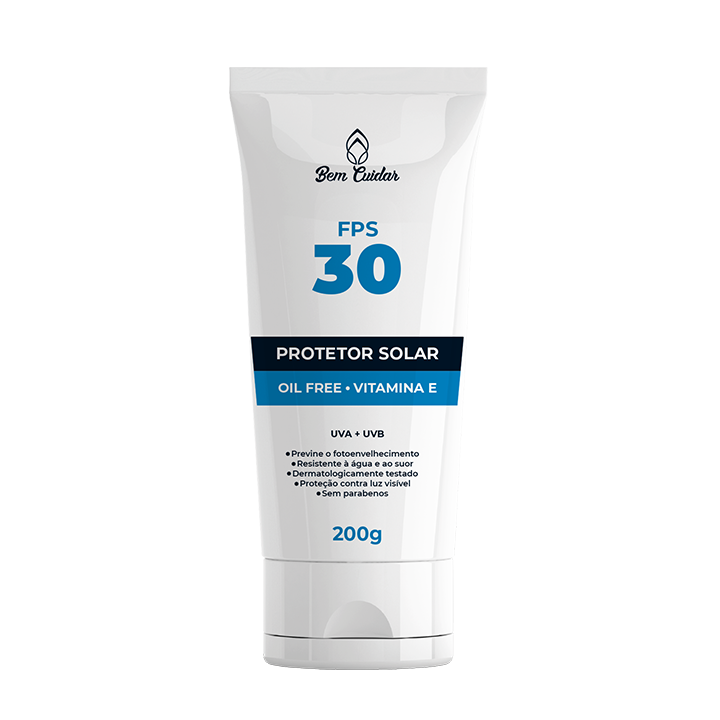 Bem Cuidar
FPS
30
PROTETOR SOLAR
OIL FREE • VITAMINA E
UVA + UVB
•Previne o fotoenvelhecimento
•Resistente à água e ao suor
•Dermatologicamente testado
•Proteção contra luz visível
•Sem parabenos
200g